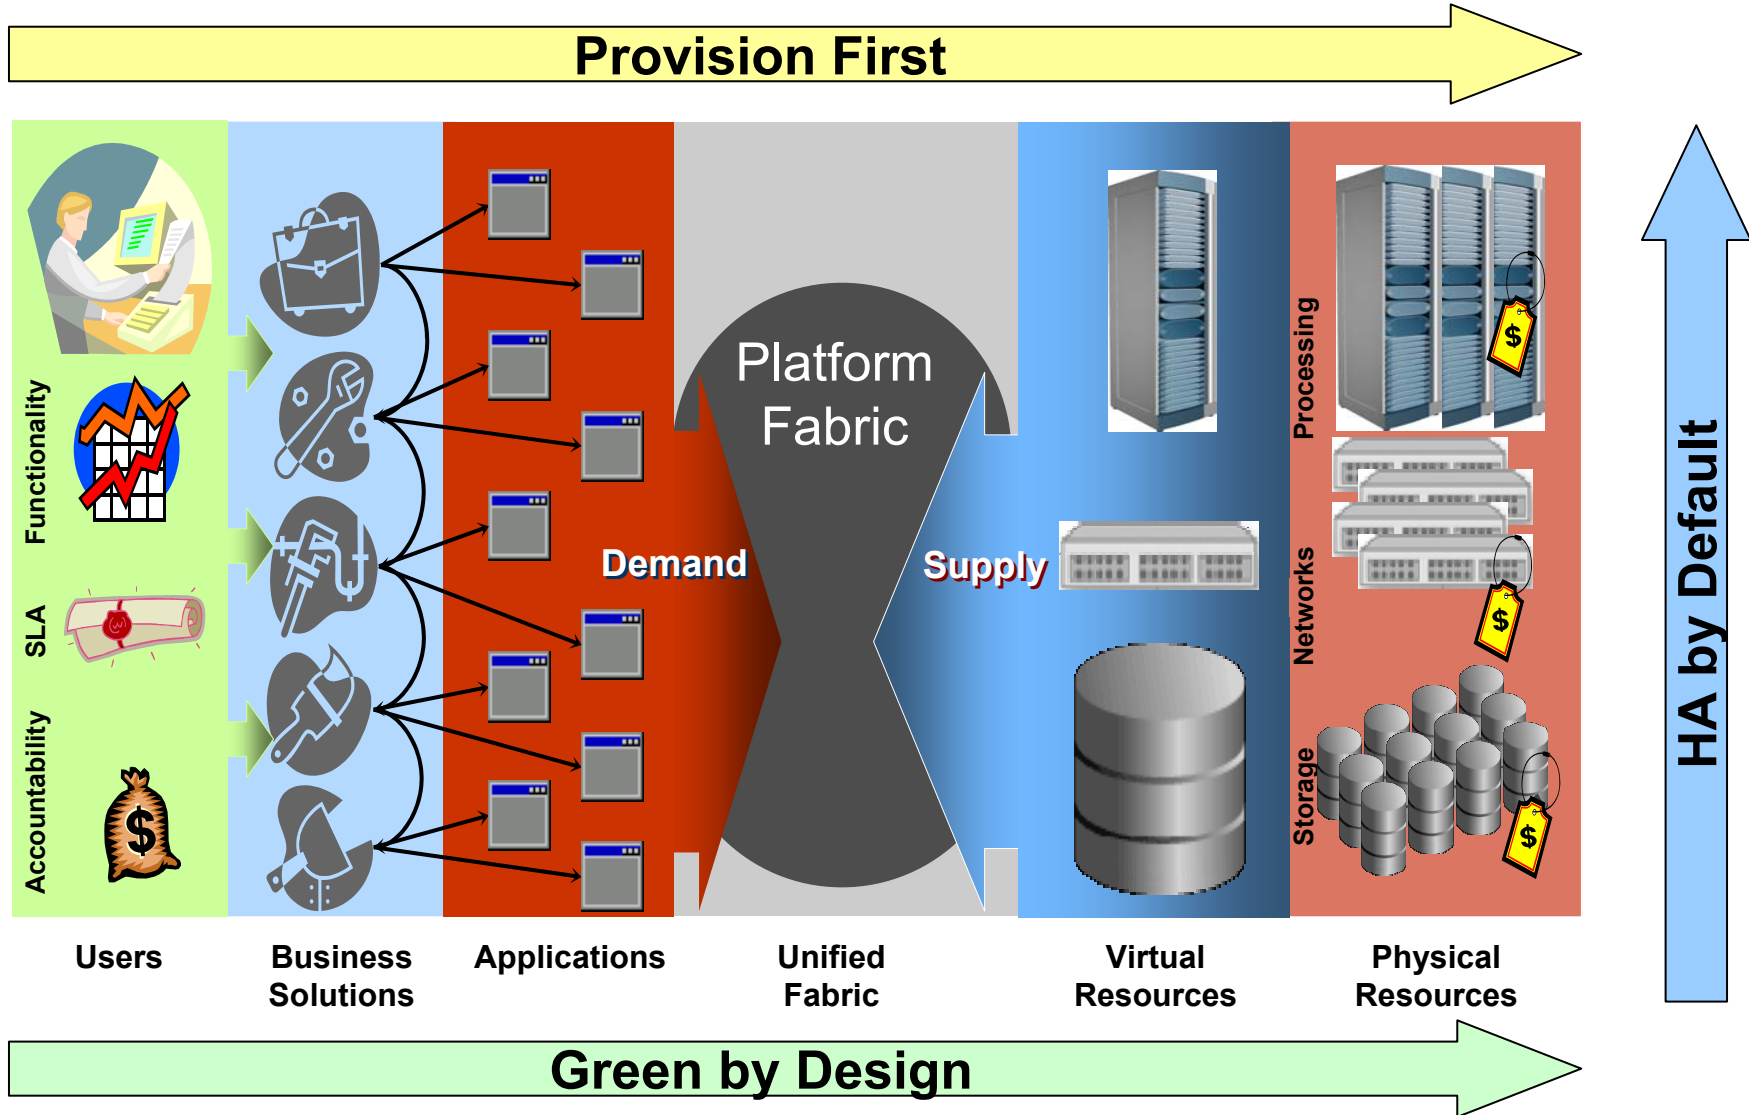 Provision First
Functionality
SLA
Accountability
Platform
Fabric
Demand
Supply
Processing
Networks
Storage
$
$
$
$
HA by Default
Users
Business
Solutions
Applications
Unified
Fabric
Virtual
Resources
Physical
Resources
Green by Design